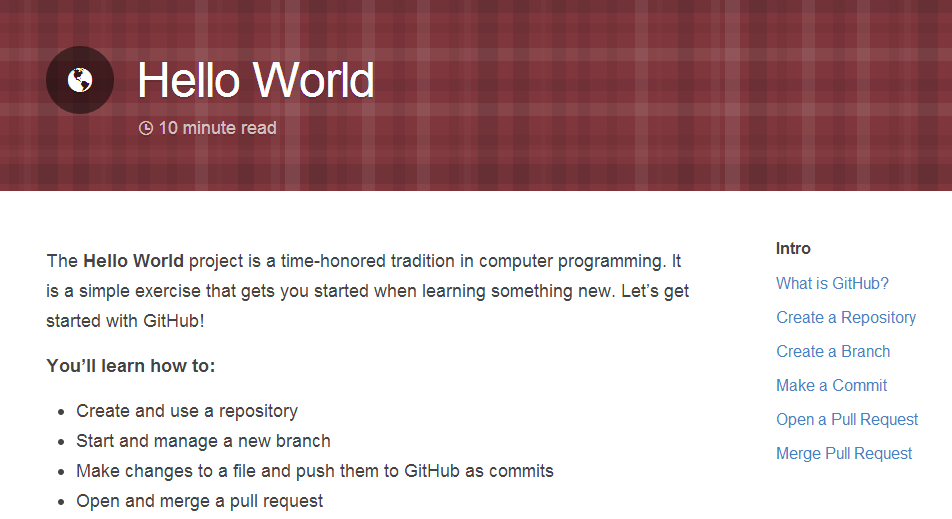 Hello World
10 minute read
The Hello World project is a time-honored tradition in computer programming. It
is a simple exercise that gets you started when learning something new. Let’s get
started with GitHub!
You’ll learn how to:
• Create and use a repository
• Start and manage a new branch
• Make changes to a file and push them to GitHub as commits
• Open and merge a pull request
Intro
What is GitHub?
Create a Repository
Create a Branch
Make a Commit
Open a Pull Request
Merge Pull Request